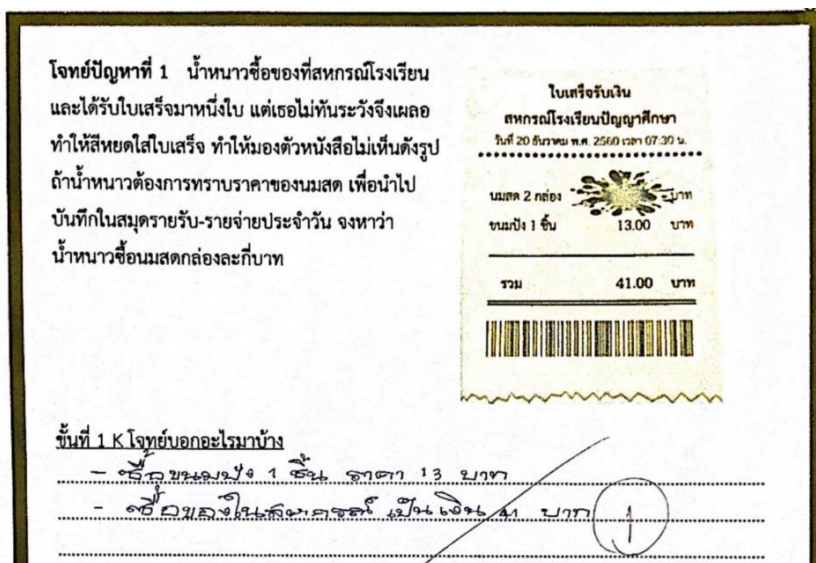 โจทย์ปัญหาที่ 1 น้ำหนาวซื้อของที่สหกรณ์โรงเรียน
และได้รับใบเสร็จมาหนึ่งใบ แต่เธอไม่ทันระวังจึงเผลอ
ทำให้สีหยดใส่ใบเสร็จ ทำให้มองตัวหนังสือไม่เห็นดังรูป
ถ้าน้ำหนาวต้องการทราบราคาของนมสด เพื่อนำไป
บันทึกในสมุดรายรับ-รายจ่ายประจำวัน จงหาว่า
น้ำหนาวซื้อนมสดกล่องละกี่บาท
ใบเสร็จรับเงิน
สหกรณ์โรงเรียนปัญญาศึกษา
วันที่ 20 ธันวาคม พ.ศ. 2560 เวลา 07.30 น.
นมสด 2 กล่อง บาท
ขนมปัง 1 ชิ้น 13.00 บาท
รวม 41.00 บาท
ขั้นที่ 1 K โจทย์บอกอะไรมาบ้าง
- ซื้อขนมปัง 1 ชิ้น ราคา 13 บาท
- ซื้อของในสหกรณ์ เป็นเงิน 41 บาท
1